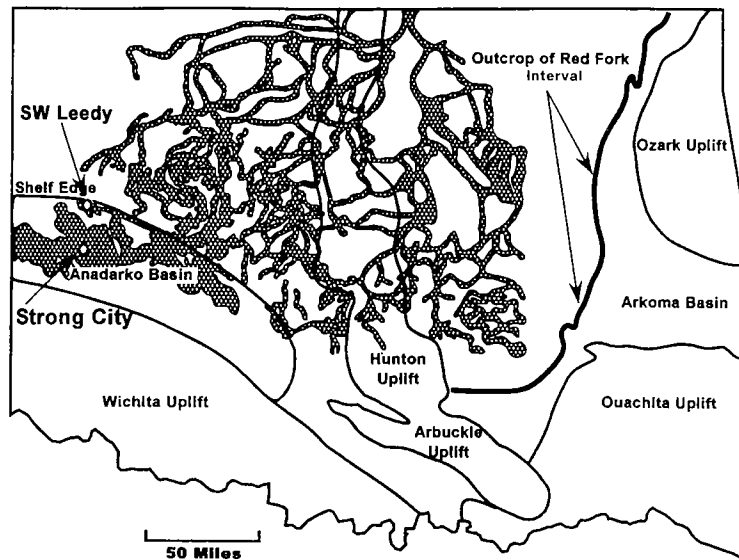 Outcrop of Red Fork
Interval
SW Leedy
Ozark Uplift
Shelf Edge
Anadarko Basin
Strong City
Arkoma Basin
Hunton
Uplift
Wichita Uplift
Ouachita Uplift
Arbuckle
Uplift
50 Miles